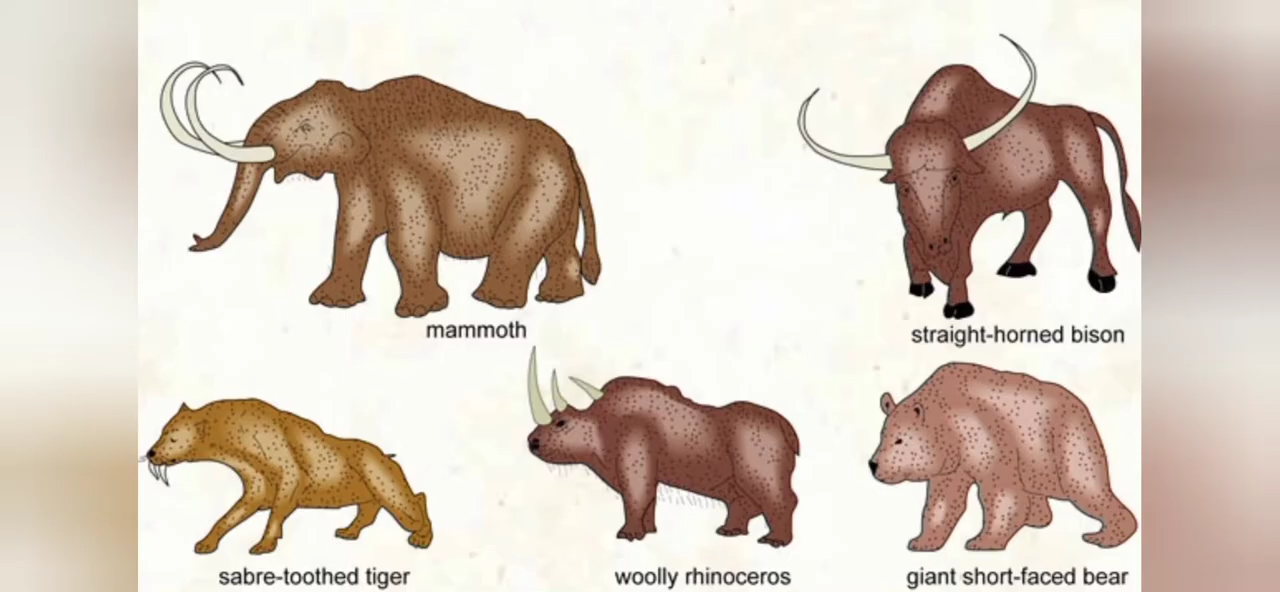 mammoth
straight-horned bison
sabre-toothed tiger
woolly rhinoceros
giant short-faced bear